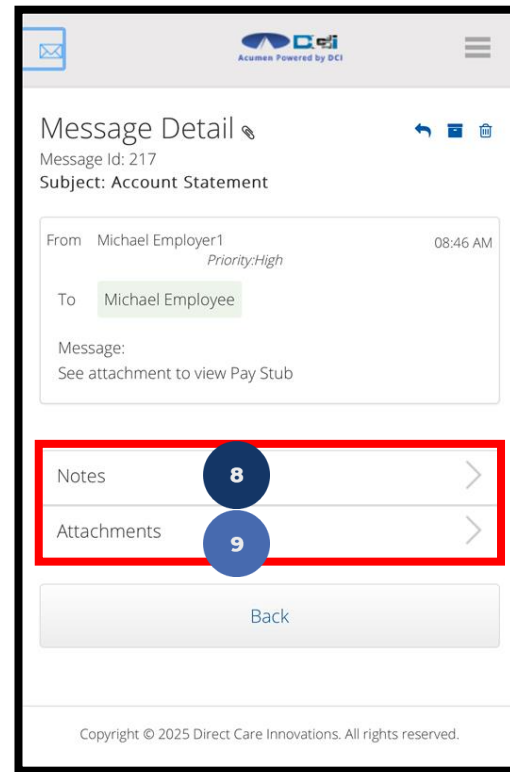 DCI
Acumen Powered by DCI
Message Detail
Message Id: 217
Subject: Account Statement
From Michael Employer1 08:46 AM
Priority:High
To Michael Employee
Message:
See attachment to view Pay Stub
Notes 8
Attachments 9
Back
Copyright © 2025 Direct Care Innovations. All rights reserved.